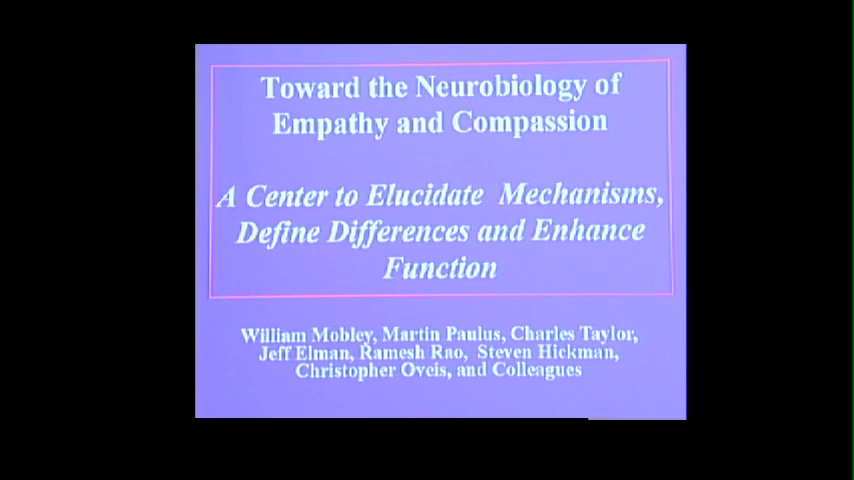 Toward the Neurobiology of
Empathy and Compassion
A Center to Elucidate Mechanisms,
Define Differences and Enhance
Function
William Mobley, Martin Paulus, Charles Taylor,
Jeff Elman, Ramesh Rao, Steven Hickman,
Christopher Oveis, and Colleagues